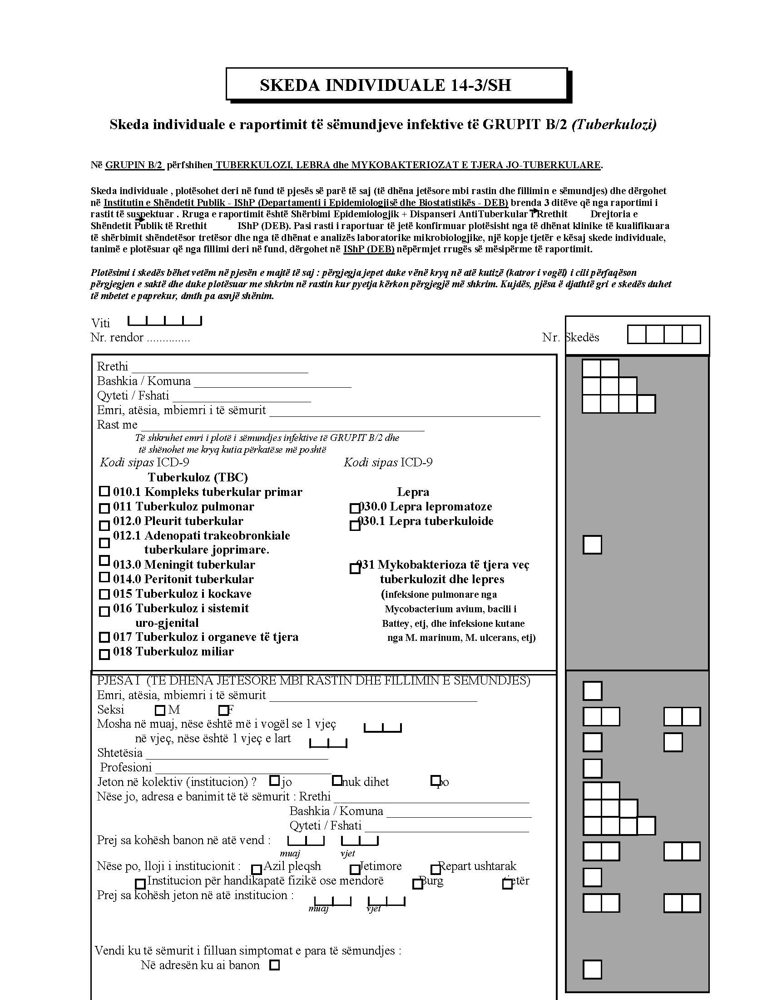 SKEDA INDIVIDUALE 14-3/SH
Skeda individuale e raportimit të sëmundjeve infektive të GRUPIT B/2 (Tuberkulozi)
Në GRUPIN B/2 përfshihen TUBERKULOZI, LEBRA dhe MYKOBAKTERIOZAT E TJERA JO-TUBERKULARE.
Skeda individuale , plotësohet deri në fund të pjesës së parë të saj (të dhëna jetësore mbi rastin dhe fillimin e sëmundjes) dhe dërgohet
në Institutin e Shëndetit Publik - IShP (Departamenti i Epidemiologjisë dhe Biostatistikës - DEB) brenda 3 ditëve që nga raportimi i
rastit të suspektuar . Rruga e raportimit është Shërbimi Epidemiologjik + Dispanseri AntiTuberkular i Rrethit Drejtoria e
Shëndetit Publik të Rrethit IShP (DEB). Pasi rasti i raportuar të jetë konfirmuar plotësisht nga të dhënat klinike të kualifikuara
të shërbimit shëndetësor tretësor dhe nga të dhënat e analizës laboratorike mikrobiologjike, një kopje tjetër e kësaj skede individuale,
tanimë e plotësuar që nga fillimi deri në fund, dërgohet në IShP (DEB) nëpërmjet rrugës së mësipërme të raportimit.
Plotësimi i skedës bëhet vetëm në pjesën e majtë të saj : përgjegja jepet duke vënë kryq në atë kutizë (katror i vogël) i cili përfaqëson
përgjegjen e saktë dhe duke plotësuar me shkrim në rastin kur pyetja kërkon përgjegjë më shkrim. Kujdës, pjësa ë djathtë gri e skedës duhet
të mbetet e paprekur, dmth pa asnjë shënim.
Viti
Nr. rendor .............. Nr. Skedës
Rrethi ____________________________
Bashkia / Komuna _________________________
Qyteti / Fshati ______________________
Emri, atësia, mbiemri i të sëmurit ___________________________________________
Rast me _____________________________________________
Të shkruhet emri i plotë i sëmundjes infektive të GRUPIT B/2 dhe
të shënohet me kryq kutia përkatëse më poshtë
Kodi sipas ICD-9 Kodi sipas ICD-9
Tuberkuloz (TBC)
010.1 Kompleks tuberkular primar Lepra
011 Tuberkuloz pulmonar 030.0 Lepra lepromatoze
012.0 Pleurit tuberkular 030.1 Lepra tuberkuloide
012.1 Adenopati trakeobronkiale
tuberkulare joprimare.
013.0 Meningit tuberkular 031 Mykobakterioza të tjera veç
014.0 Peritonit tuberkular tuberkulozit dhe lepres
015 Tuberkuloz i kockave (infeksione pulmonare nga
016 Tuberkuloz i sistemit Mycobacterium avium, bacili i
uro-gjenital Battey, etj, dhe infeksione kutane
017 Tuberkuloz i organeve të tjera nga M. marinum, M. ulcerans, etj)
018 Tuberkuloz miliar
PJESA I (TE DHENA JETESORE MBI RASTIN DHE FILLIMIN E SEMUNDJES)
Emri, atësia, mbiemri i të sëmurit _________________________________
Seksi M F
Mosha në muaj, nëse është më i vogël se 1 vjeç
në vjeç, nëse është 1 vjeç e lart
Shtetësia _____________________________
Profesioni ____________________________
Jeton në kolektiv (institucion) ? jo nuk dihet po
Nëse jo, adresa e banimit të të sëmurit : Rrethi _______________________________
Bashkia / Komuna _______________________
Qyteti / Fshati __________________________
Prej sa kohësh banon në atë vend :
muaj vjet
Nëse po, lloji i institucionit : Azil pleqsh Jetimore Repart ushtarak
Institucion për handikapatë fizikë ose mendorë Burg tjetër
Prej sa kohësh jeton në atë institucion :
muaj vjet
Vendi ku të sëmurit i filluan simptomat e para të sëmundjes :
Në adresën ku ai banon